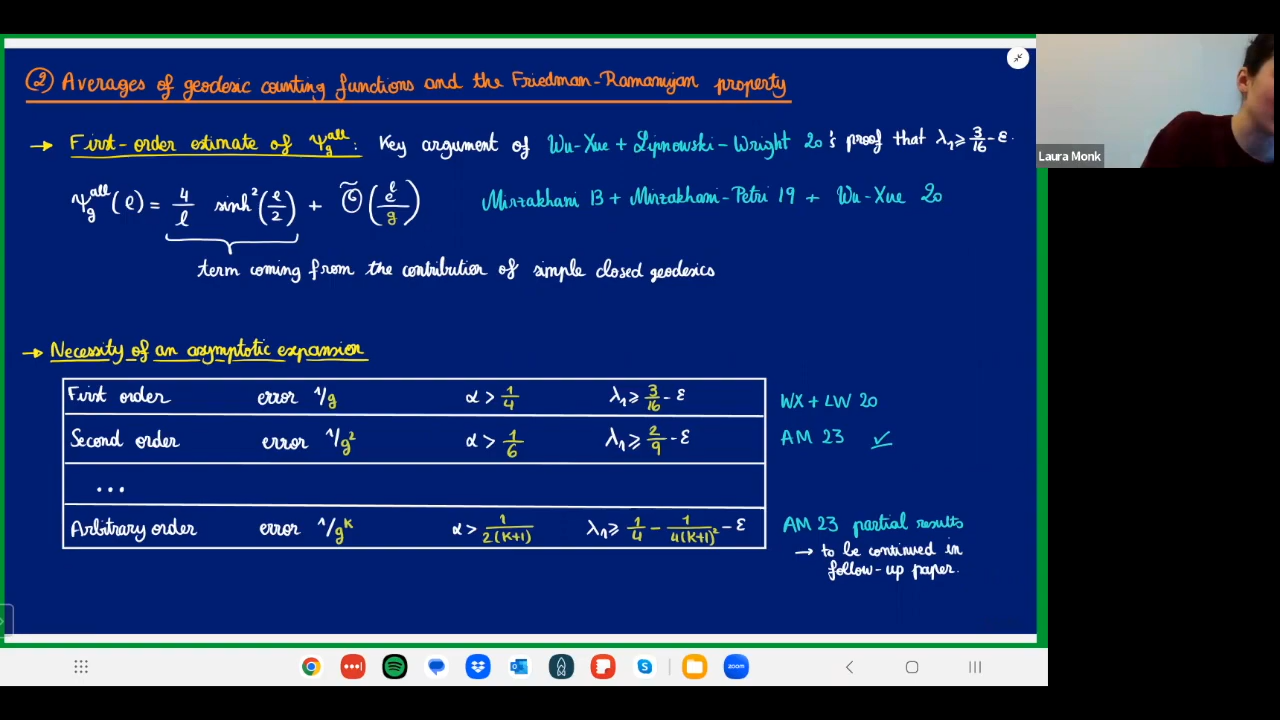 ② Averages of geodesic counting functions and the Friedman-Ramanujan property
→ First-order estimate of Ψ_g^all : Key argument of Wu-Xue + Lipnowski-Wright 20's proof that λ₁ ≥ 3/16 - ε.
Ψ_g^all (ℓ) = 4/ℓ sinh² (ℓ/2) + Õ (e^ℓ/g) Mirzakhani 13 + Mirzakhani-Petri 19 + Wu-Xue 20
term coming from the contribution of simple closed geodesics
→ Necessity of an asymptotic expansion
First order error 1/g α > 1/4 λ₁ ≥ 3/16 - ε WX + LW 20
Second order error 1/g² α > 1/6 λ₁ ≥ 2/9 - ε AM 23 ✓
...
Arbitrary order error 1/g^K α > 1/2(K+1) λ₁ ≥ 1/4 - 1/4(K+1)² - ε AM 23 partial results
→ to be continued in
follow-up paper.
Laura Monk
zoom